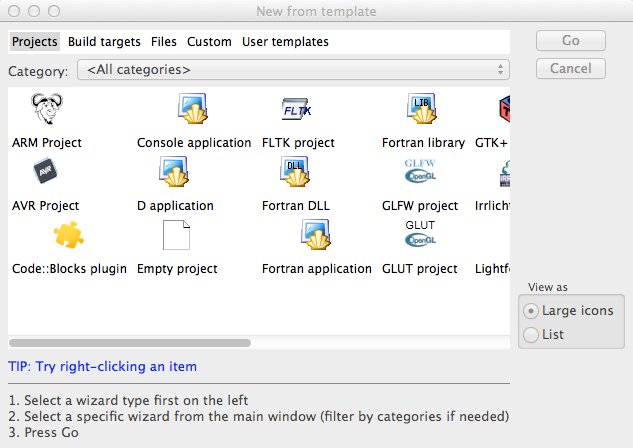 New from template
Projects Build targets Files Custom User templates
Go
Category: <All categories>
Cancel
FLTK LIB
ARM Project Console application FLTK project Fortran library GTK+
AVR DLL GLFW OpenGL
AVR Project D application Fortran DLL GLFW project Irrlich
GLUT OpenGL
Code::Blocks plugin Empty project Fortran application GLUT project Lightf
View as
Large icons
List
TIP: Try right-clicking an item
1. Select a wizard type first on the left
2. Select a specific wizard from the main window (filter by categories if needed)
3. Press Go